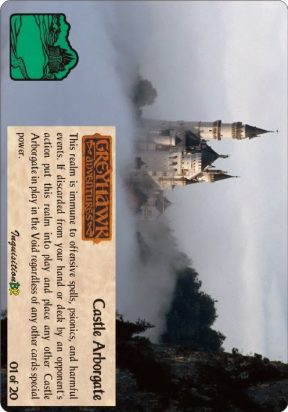 Castle Arborgate
GREYHAWK
ADVENTURES
This realm is immune to offensive spells, psionics, and harmful
events. If discarded from your hand or deck by an opponent's
action put this realm into play and place any other Castle
Arborgate in play in the Void regardless of any other cards special
power.
Inquisition
01 of 20